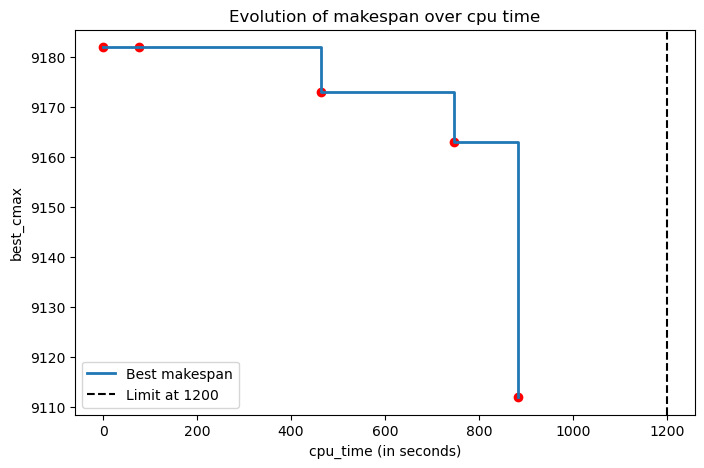 Evolution of makespan over cpu time
best_cmax
9180
9170
9160
9150
9140
9130
9120
9110
Best makespan
Limit at 1200
0 200 400 600 800 1000 1200
cpu_time (in seconds)